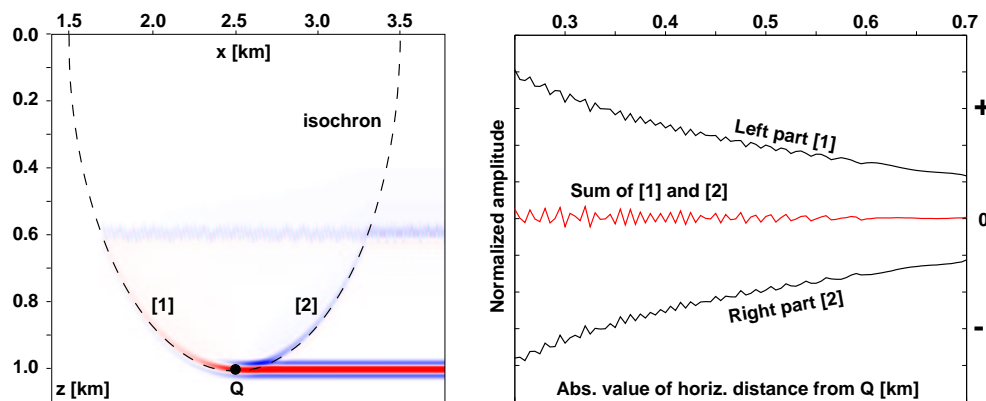 1.5 2.0 2.5 3.0 3.5
x [km]
0.0
0.2
0.4
0.6
0.8
1.0
isochron
[1] [2]
z [km]
Q
0.3 0.4 0.5 0.6 0.7
Normalized amplitude
Left part [1]
Sum of [1] and [2]
Right part [2]
+
0
-
Abs. value of horiz. distance from Q [km]